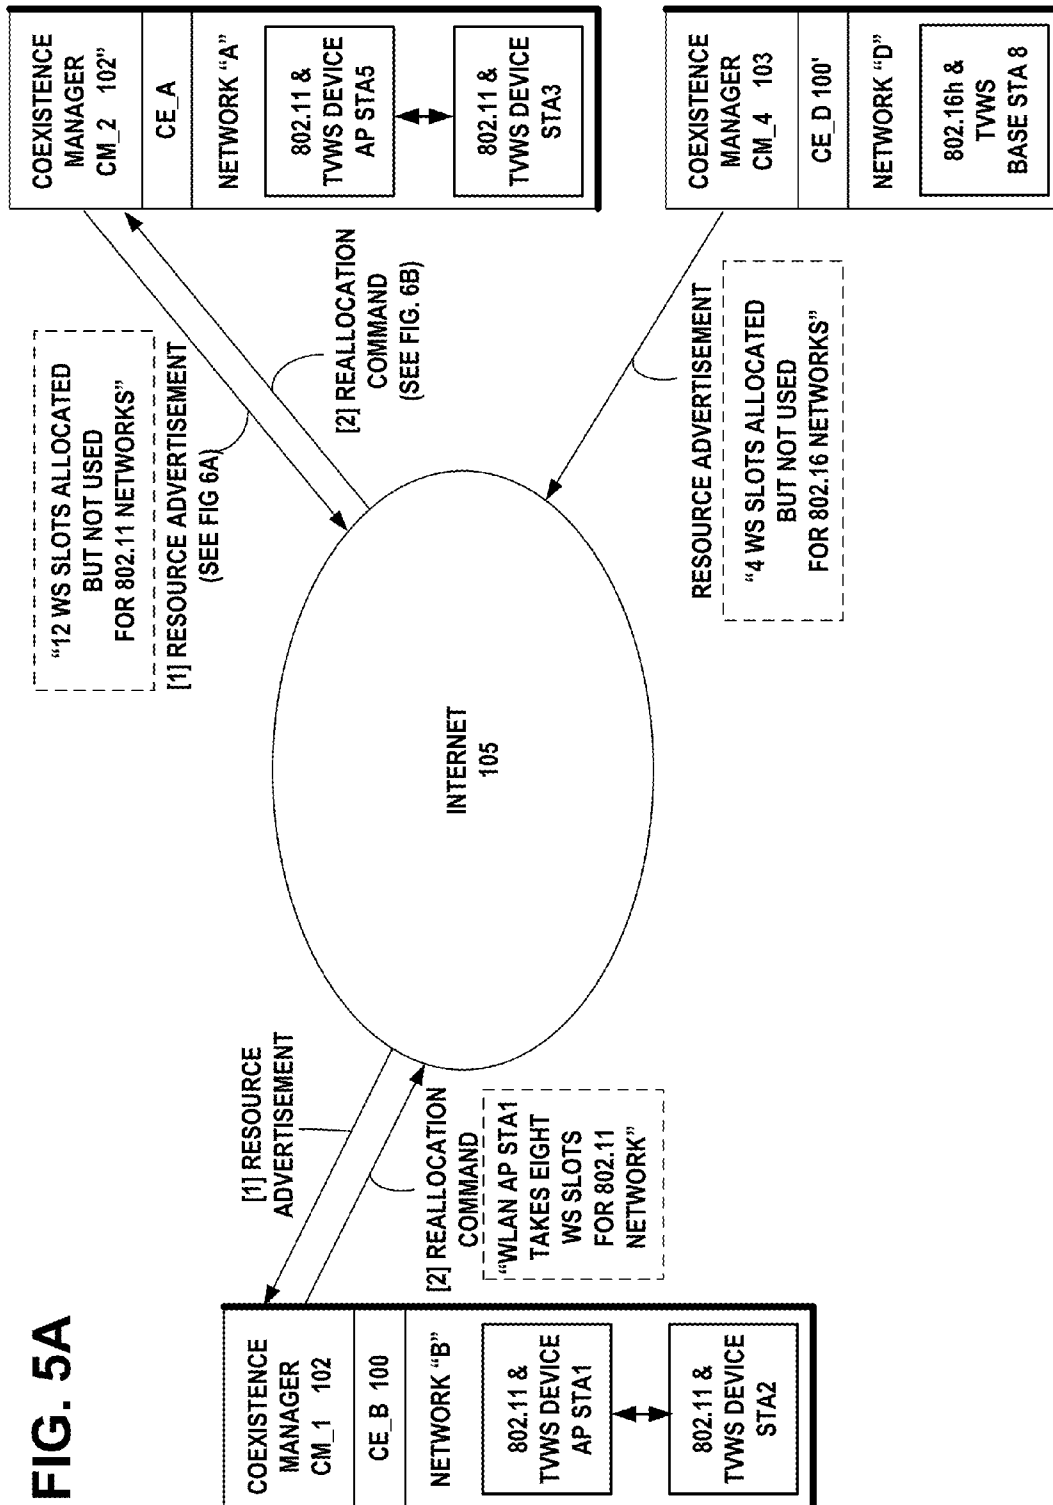 FIG. 5A
COEXISTENCE
MANAGER
CM_1 102
CE_B 100
NETWORK “B”
802.11 &
TVWS DEVICE
AP STA1
802.11 &
TVWS DEVICE
STA2
[1] RESOURCE
ADVERTISEMENT
[2] REALLOCATION
COMMAND
“WLAN AP STA1
TAKES EIGHT
WS SLOTS
FOR 802.11
NETWORK”
INTERNET
105
“12 WS SLOTS ALLOCATED
BUT NOT USED
FOR 802.11 NETWORKS”
[1] RESOURCE ADVERTISEMENT
(SEE FIG 6A)
[2] REALLOCATION
COMMAND
(SEE FIG. 6B)
RESOURCE ADVERTISEMENT
“4 WS SLOTS ALLOCATED
BUT NOT USED
FOR 802.16 NETWORKS”
COEXISTENCE
MANAGER
CM_2 102”
CE_A
NETWORK “A”
802.11 &
TVWS DEVICE
AP STA5
802.11 &
TVWS DEVICE
STA3
COEXISTENCE
MANAGER
CM_4 103
CE_D 100'
NETWORK “D”
802.16h &
TVWS
BASE STA 8